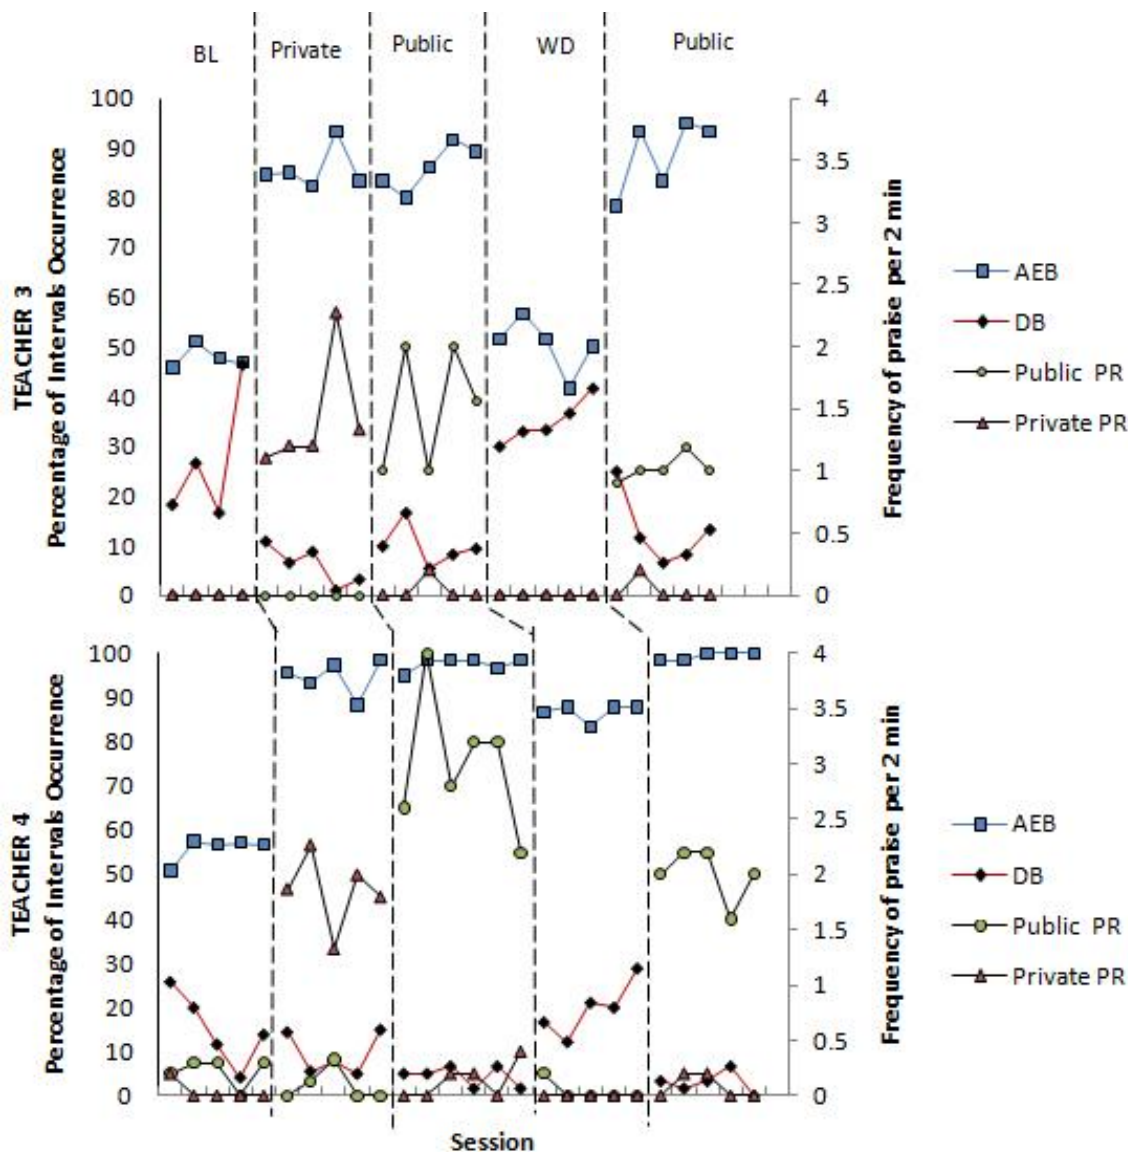 BL Private Public WD Public
TEACHER 3
Percentage of Intervals Occurrence
100
90
80
70
60
50
40
30
20
10
0
4
3.5
3
2.5
2
1.5
1
0.5
0
Frequency of praise per 2 min
AEB
DB
Public PR
Private PR
TEACHER 4
Percentage of Intervals Occurrence
100
90
80
70
60
50
40
30
20
10
0
4
3.5
3
2.5
2
1.5
1
0.5
0
Frequency of praise per 2 min
AEB
DB
Public PR
Private PR
Session